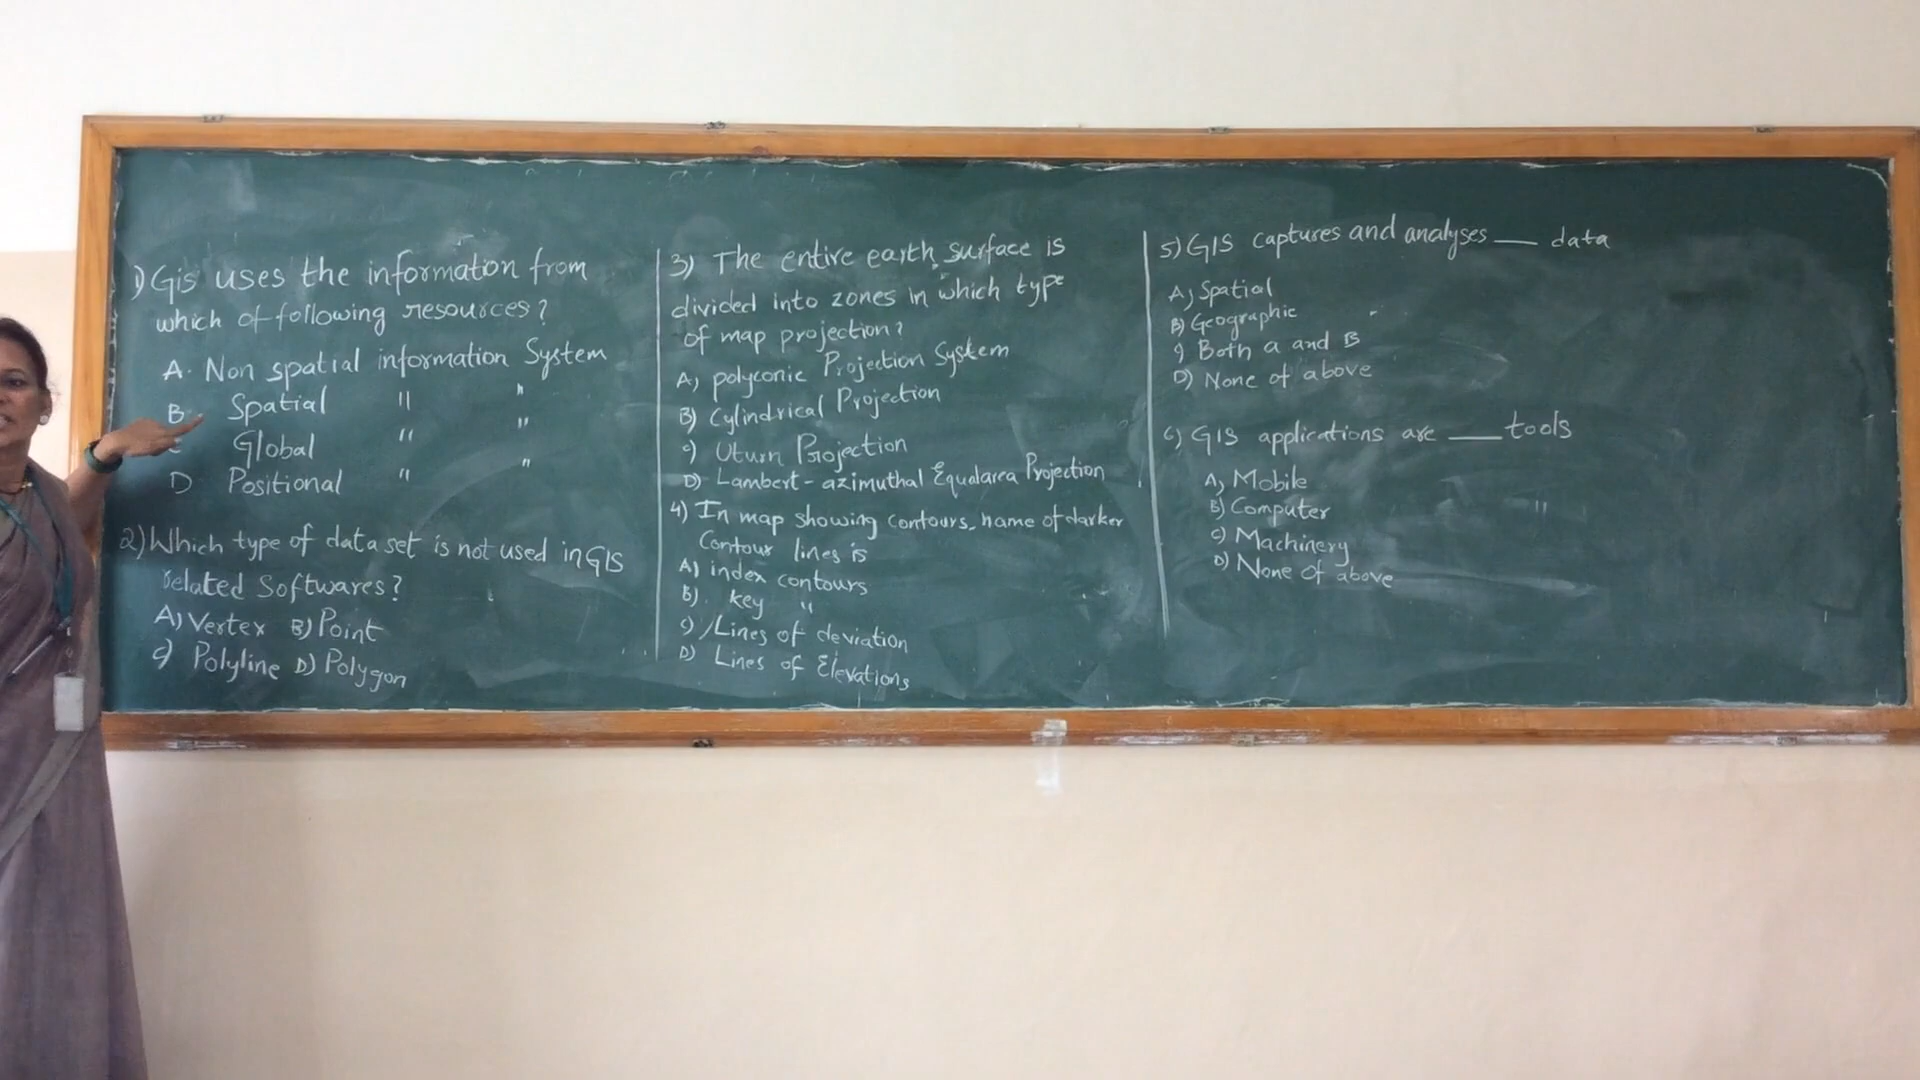 1) Gis uses the information from
which of following resources?
A. Non spatial information System
B. Spatial " "
C Global " "
D Positional " "
2) Which type of data set is not used in GIS
related Softwares?
A) Vertex B) Point
c) Polyline D) Polygon
3) The entire earth surface is
divided into zones in which type
of map projection?
A) polyconic Projection System
B) Cylindrical Projection
c) Uturn Projection
D) Lambert - azimuthal Equalarea Projection
4) In map showing contours, name of darker
Contour lines is
A) index contours
B). key "
c) Lines of deviation
D) Lines of Elevations
5) GIS captures and analyses ___ data
A) Spatial
B) Geographic
c) Both a and B
D) None of above
6) GIS applications are ___ tools
A) Mobile
B) Computer "
c) Machinery
D) None of above